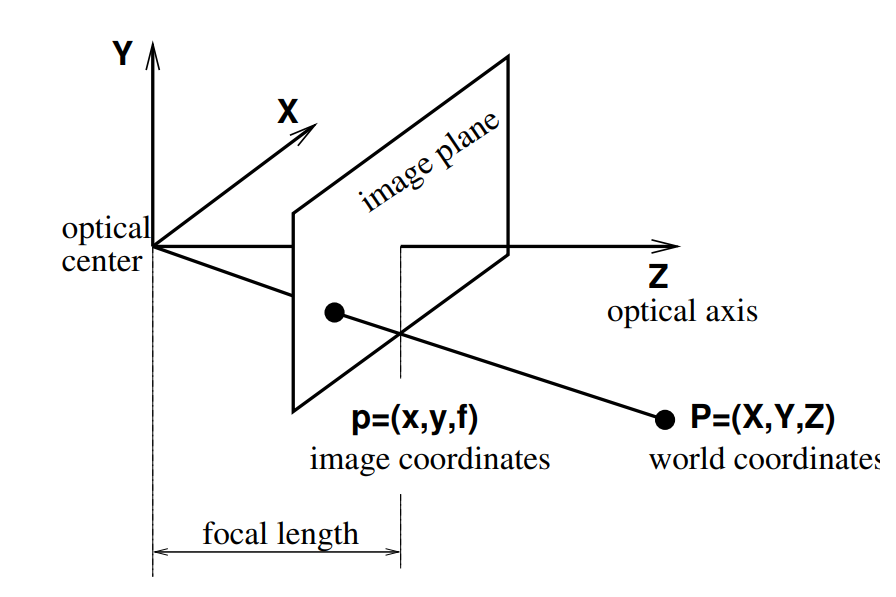 Y
X
image plane
optical
center
Z
optical axis
p=(x,y,f)
image coordinates
P=(X,Y,Z)
world coordinates
focal length